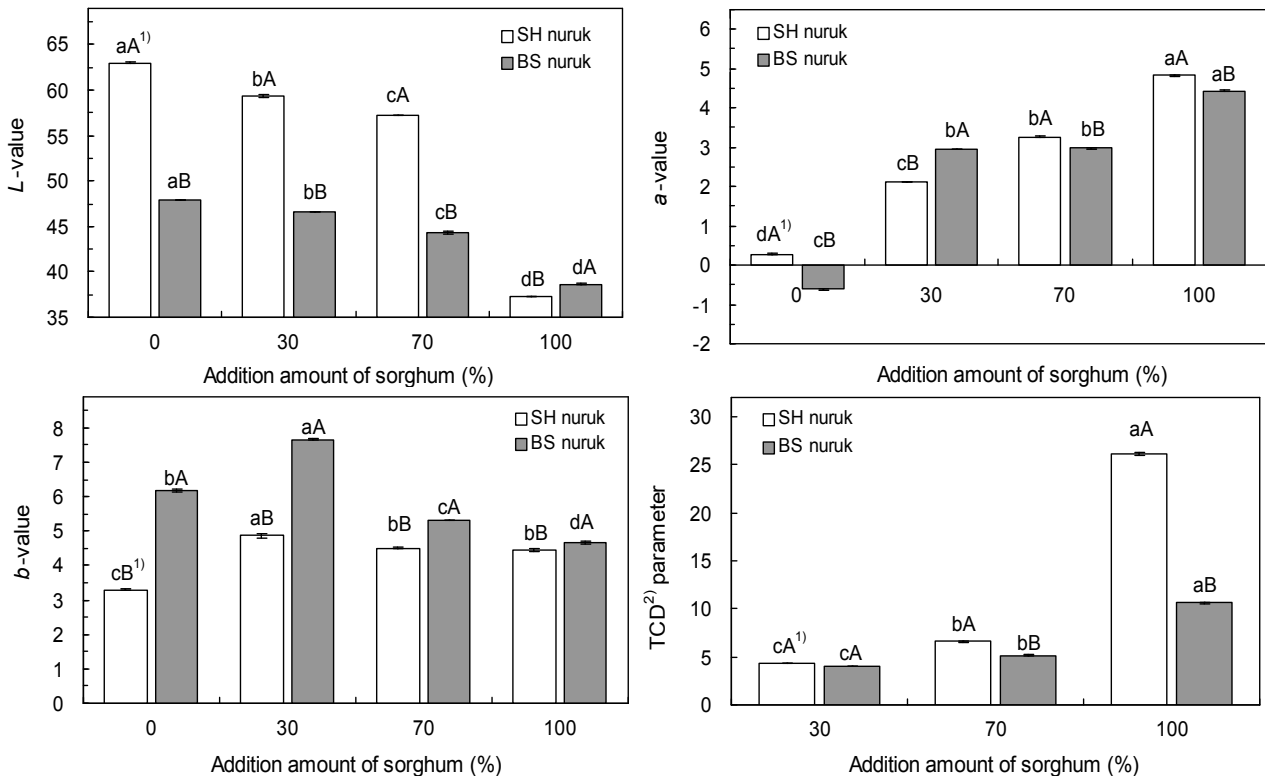 65
60
55
50
45
40
35
L-value
aA1)
aB
bA
bB
cA
cB
dB
dA
SH nuruk
BS nuruk
0 30 70 100
Addition amount of sorghum (%)
6
5
4
3
2
1
0
-1
-2
a-value
dA1)
cB
cB
bA
bA
bB
aA
aB
SH nuruk
BS nuruk
0 30 70 100
Addition amount of sorghum (%)
8
7
6
5
4
3
2
1
0
b-value
cB1)
bA
aB
aA
bB
cA
bB
dA
SH nuruk
BS nuruk
0 30 70 100
Addition amount of sorghum (%)
30
25
20
15
10
5
0
TCD2) parameter
cA1)
cA
bA
bB
aA
aB
SH nuruk
BS nuruk
30 70 100
Addition amount of sorghum (%)